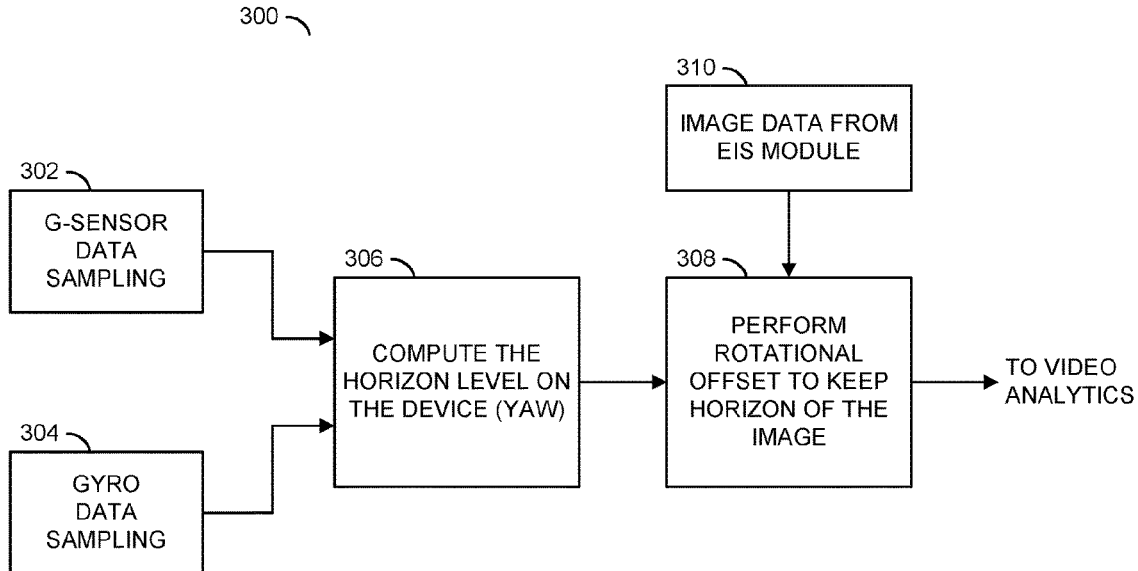 300
310
IMAGE DATA FROM
EIS MODULE
302
G-SENSOR
DATA
SAMPLING
306
COMPUTE THE
HORIZON LEVEL ON
THE DEVICE (YAW)
308
PERFORM
ROTATIONAL
OFFSET TO KEEP
HORIZON OF THE
IMAGE
TO VIDEO
ANALYTICS
304
GYRO
DATA
SAMPLING